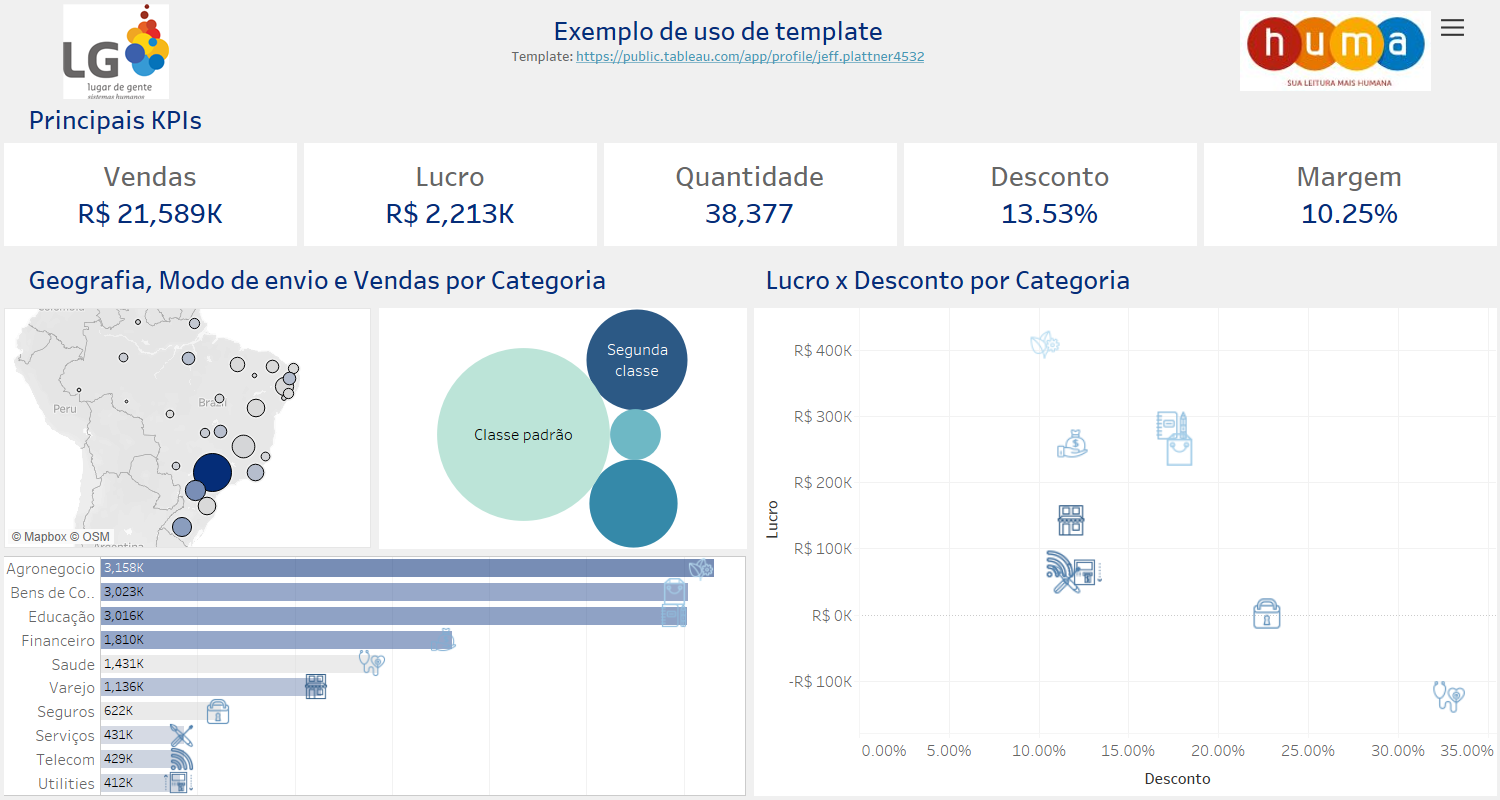 LG
lugar de gente
sistemas humanos
Exemplo de uso de template
Template: https://public.tableau.com/app/profile/jeff.plattner4532
huma
SUA LEITURA MAIS HUMANA
Principais KPIs
Vendas
R$ 21,589K
Lucro
R$ 2,213K
Quantidade
38,377
Desconto
13.53%
Margem
10.25%
Geografia, Modo de envio e Vendas por Categoria
Peru
Brazil
Argentina
© Mapbox © OSM
Segunda
classe
Classe padrão
Agronegocio
3,158K
Bens de Co..
3,023K
Educação
3,016K
Financeiro
1,810K
Saude
1,431K
Varejo
1,136K
Seguros
622K
Serviços
431K
Telecom
429K
Utilities
412K
Lucro x Desconto por Categoria
R$ 400K
R$ 300K
R$ 200K
R$ 100K
R$ 0K
-R$ 100K
Lucro
0.00%
5.00%
10.00%
15.00%
20.00%
25.00%
30.00%
35.00%
Desconto